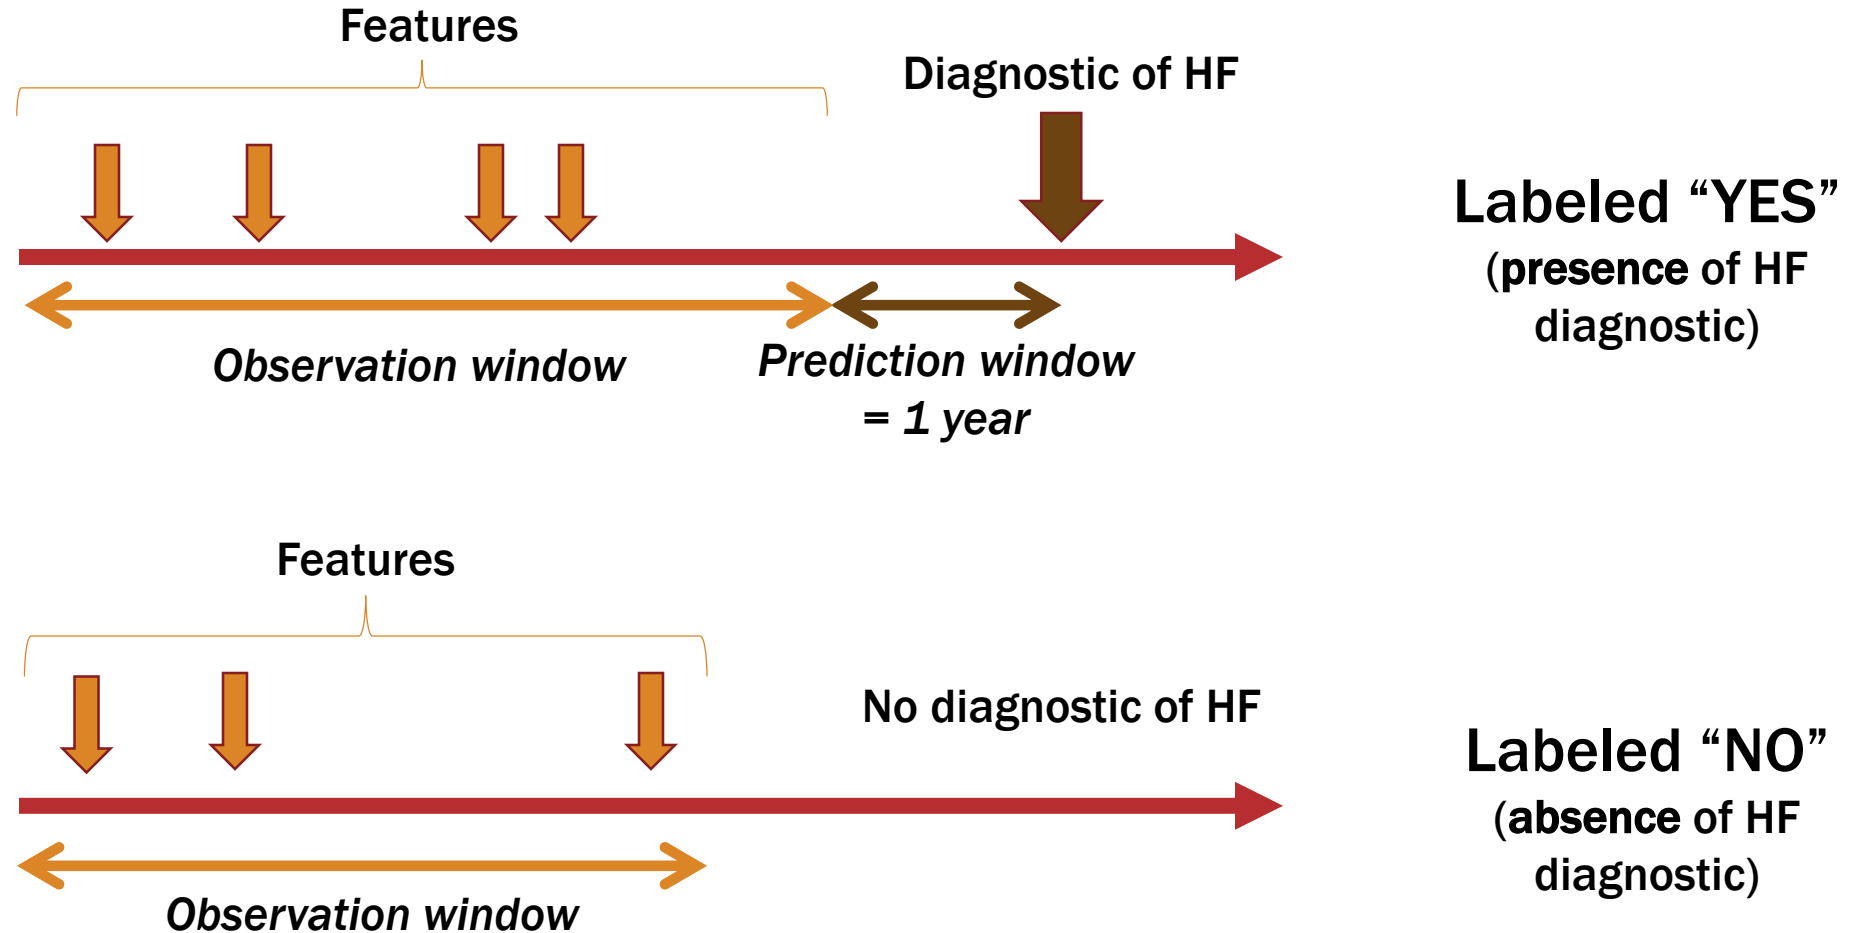 Features
Diagnostic of HF
Labeled “YES”
(presence of HF
diagnostic)
Observation window
Prediction window
= 1 year
Features
No diagnostic of HF
Labeled “NO”
(absence of HF
diagnostic)
Observation window